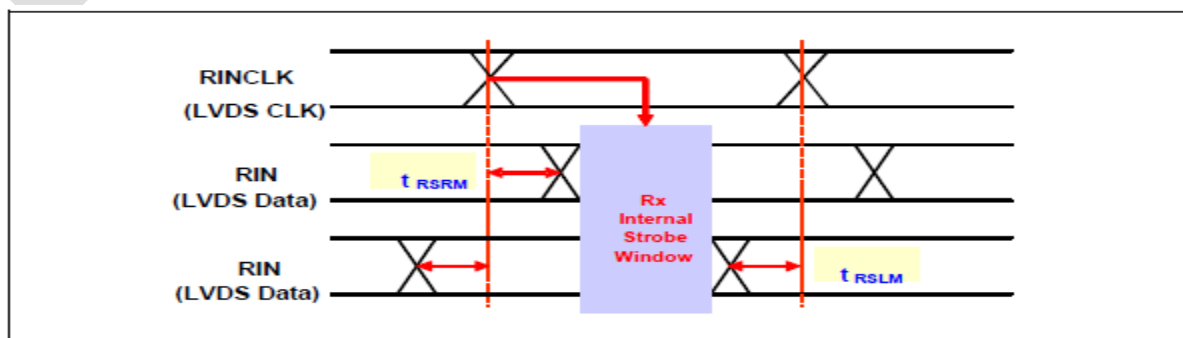 RINCLK
(LVDS CLK)
RIN
(LVDS Data)
t RSRM
Rx
Internal
Strobe
Window
RIN
(LVDS Data)
t RSLM